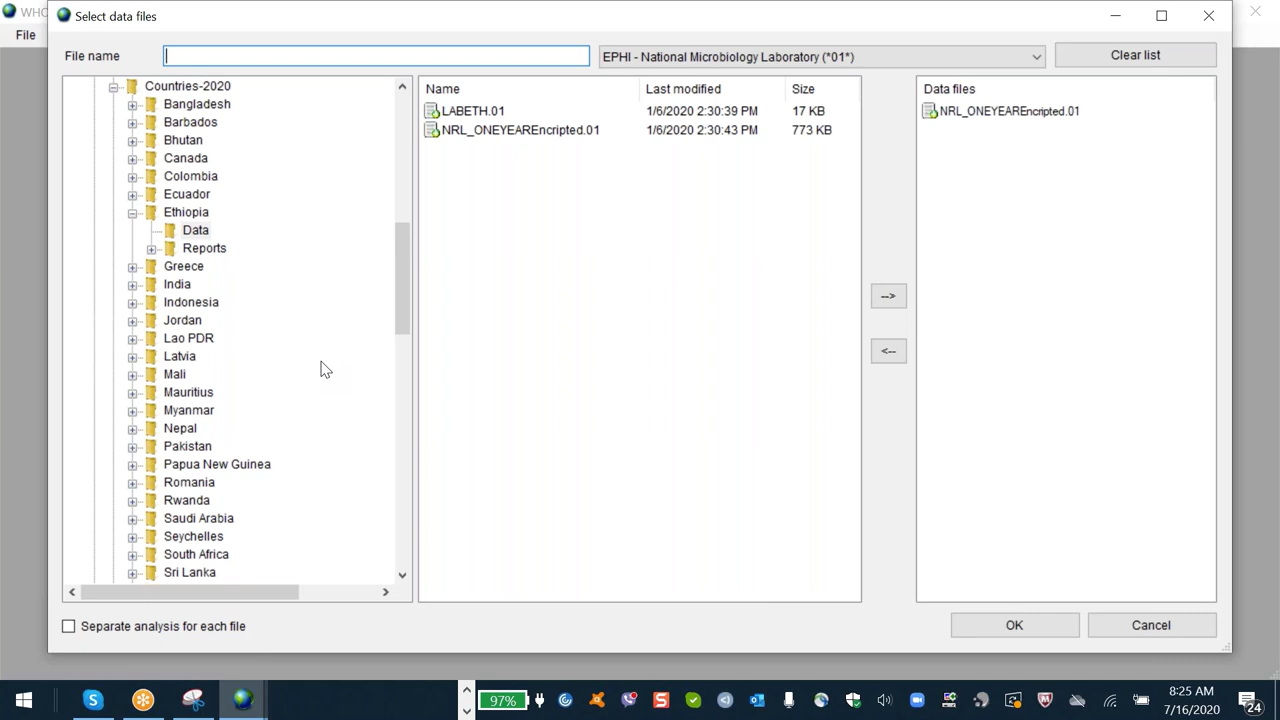 WHO
Select data files
File
File name
EPHI - National Microbiology Laboratory (*01*)
Clear list
Countries-2020
Bangladesh
Barbados
Bhutan
Canada
Colombia
Ecuador
Ethiopia
Data
Reports
Greece
India
Indonesia
Jordan
Lao PDR
Latvia
Mali
Mauritius
Myanmar
Nepal
Pakistan
Papua New Guinea
Romania
Rwanda
Saudi Arabia
Seychelles
South Africa
Sri Lanka
Name Last modified Size
LABETH.01 1/6/2020 2:30:39 PM 17 KB
NRL_ONEYEAREncripted.01 1/6/2020 2:30:43 PM 773 KB
-->
<--
Data files
NRL_ONEYEAREncripted.01
Separate analysis for each file
OK
Cancel
97%
8:25 AM
7/16/2020
24